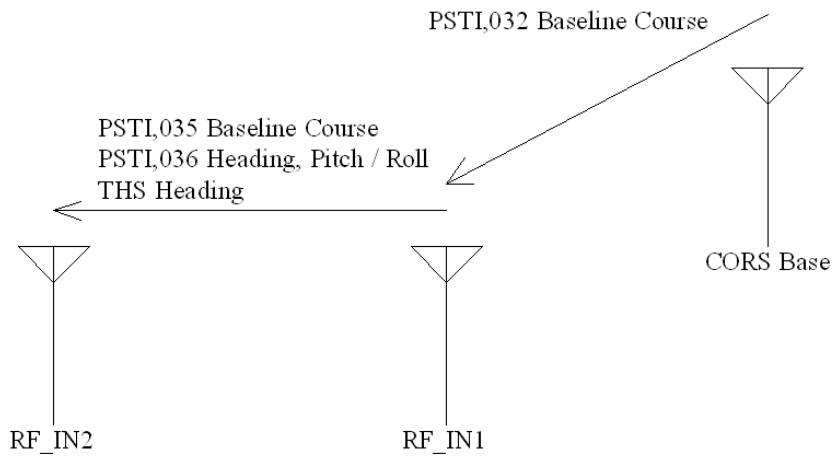 PSTI,032 Baseline Course
PSTI,035 Baseline Course
PSTI,036 Heading, Pitch / Roll
THS Heading
CORS Base
RF_IN2
RF_IN1